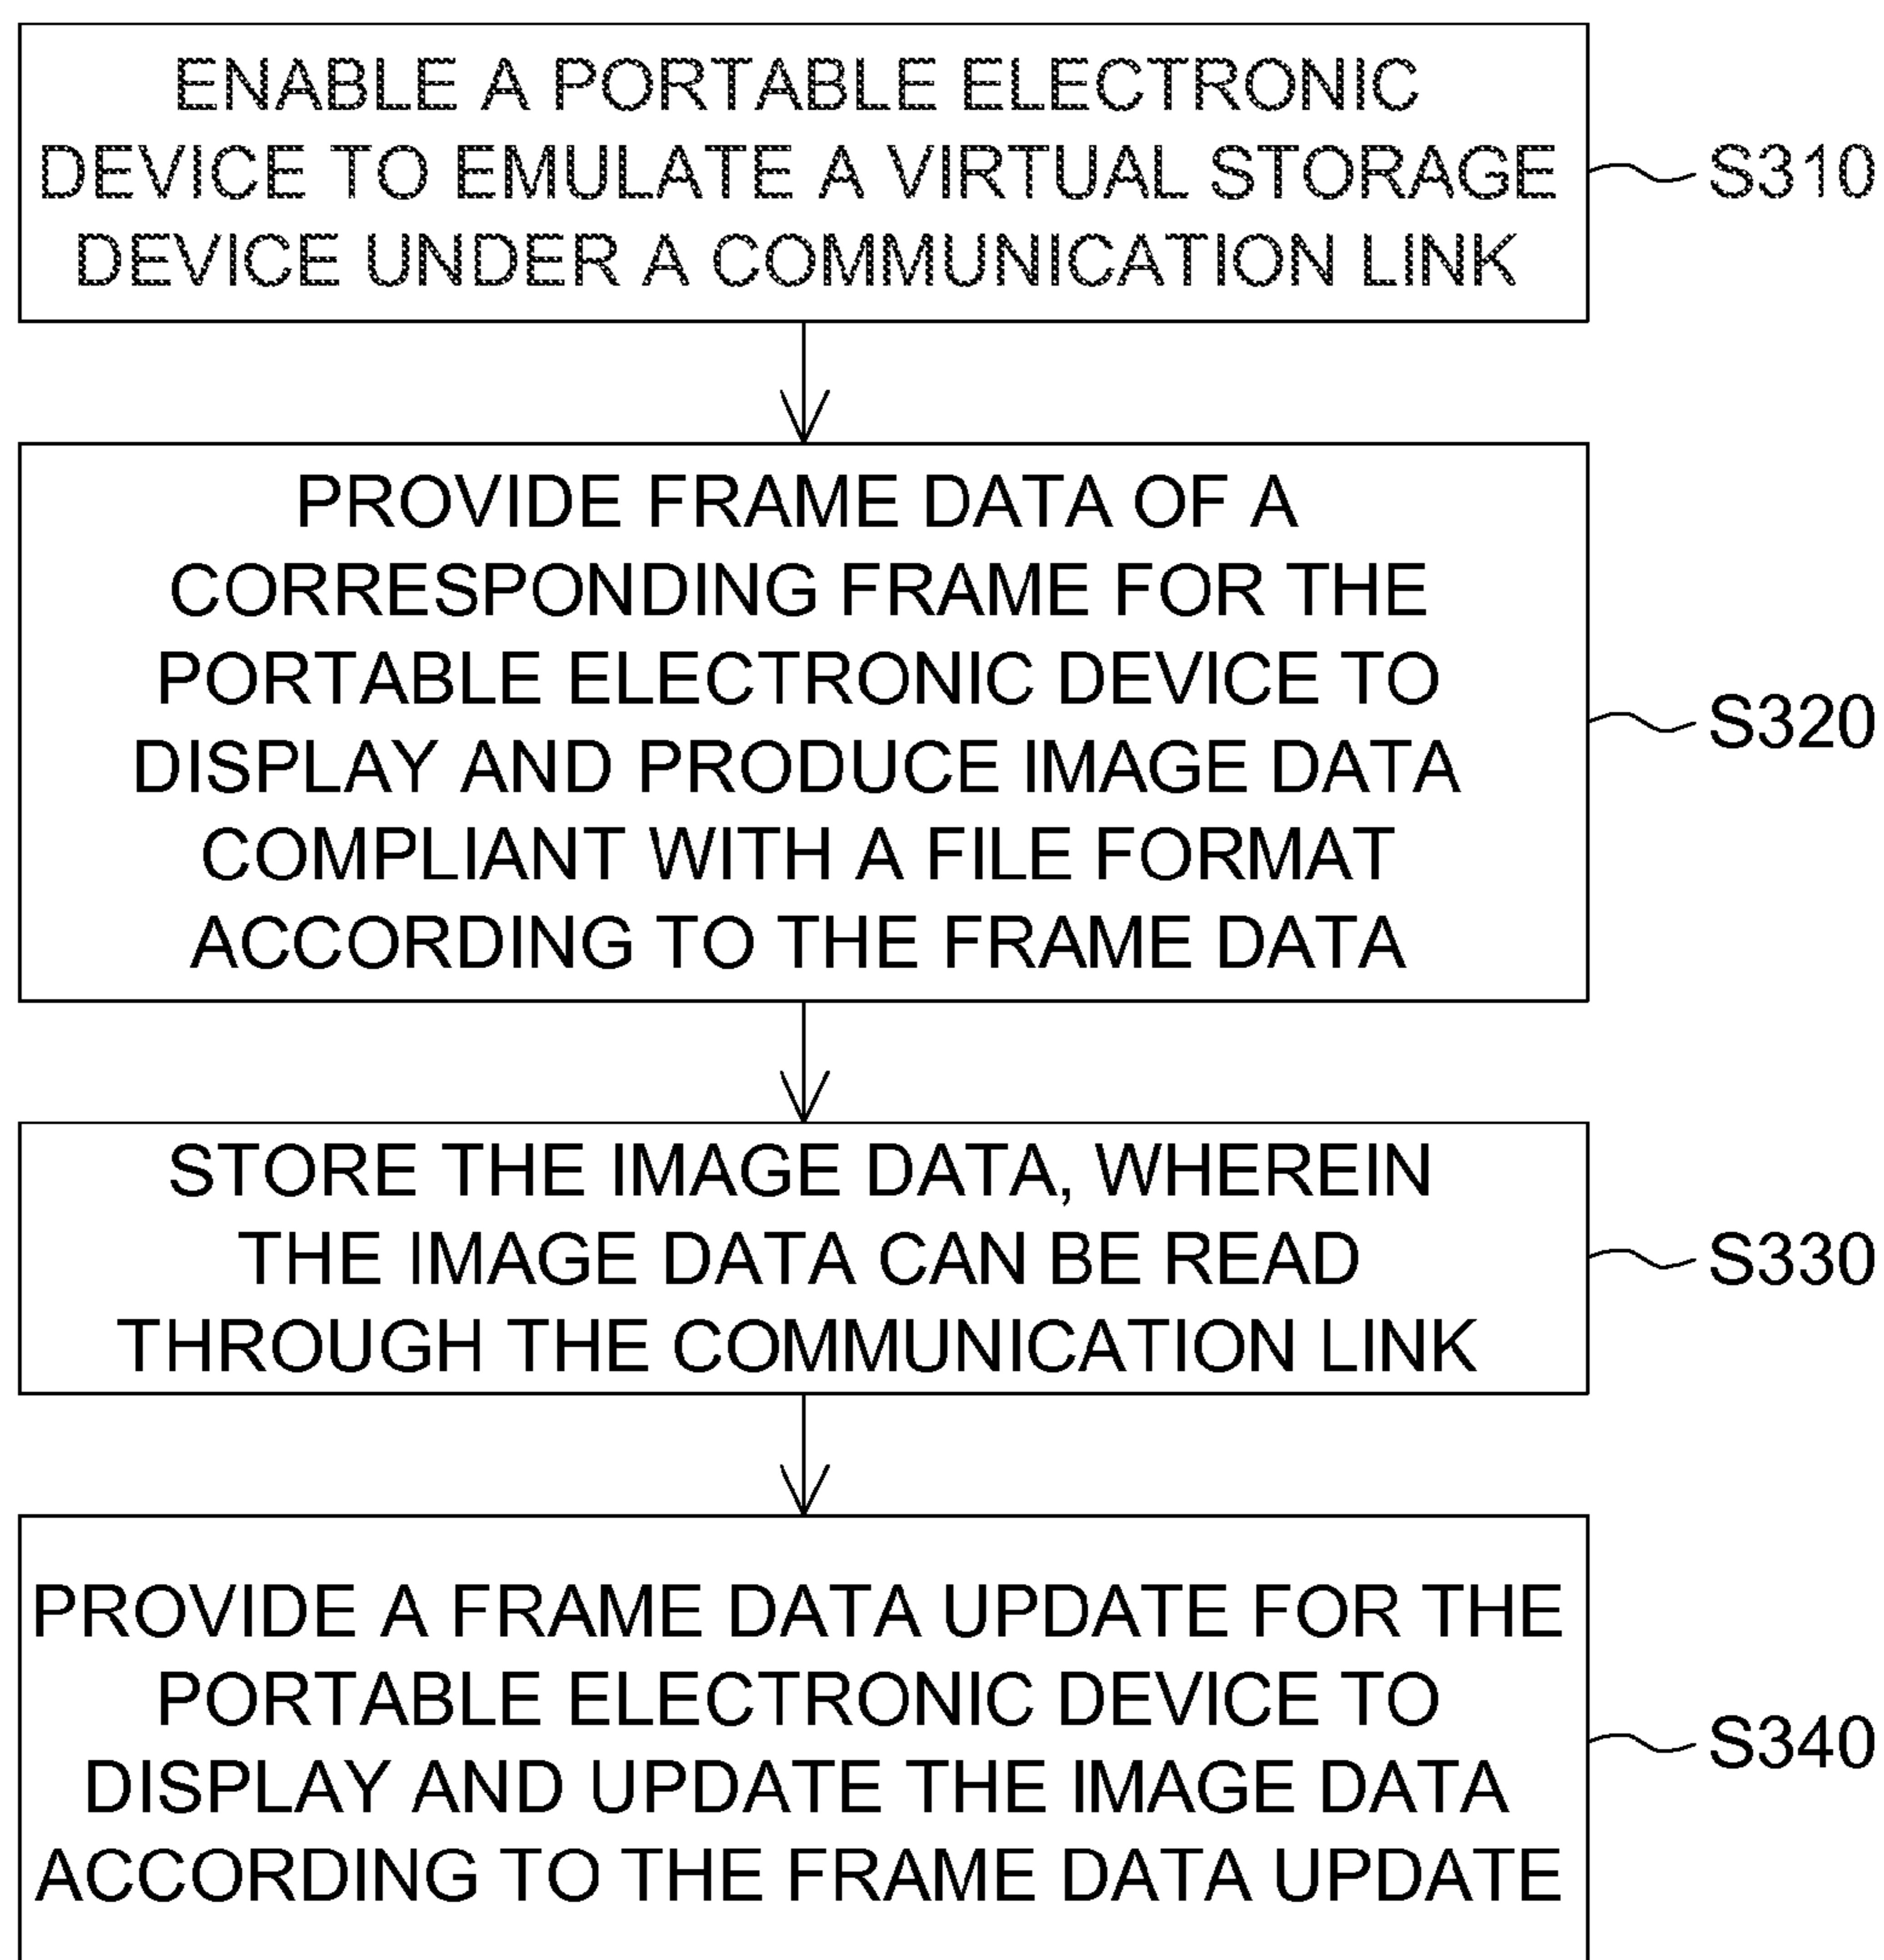 ENABLE A PORTABLE ELECTRONIC
DEVICE TO EMULATE A VIRTUAL STORAGE
DEVICE UNDER A COMMUNICATION LINK
S310
PROVIDE FRAME DATA OF A
CORRESPONDING FRAME FOR THE
PORTABLE ELECTRONIC DEVICE TO
DISPLAY AND PRODUCE IMAGE DATA
COMPLIANT WITH A FILE FORMAT
ACCORDING TO THE FRAME DATA
S320
STORE THE IMAGE DATA, WHEREIN
THE IMAGE DATA CAN BE READ
THROUGH THE COMMUNICATION LINK
S330
PROVIDE A FRAME DATA UPDATE FOR THE
PORTABLE ELECTRONIC DEVICE TO
DISPLAY AND UPDATE THE IMAGE DATA
ACCORDING TO THE FRAME DATA UPDATE
S340